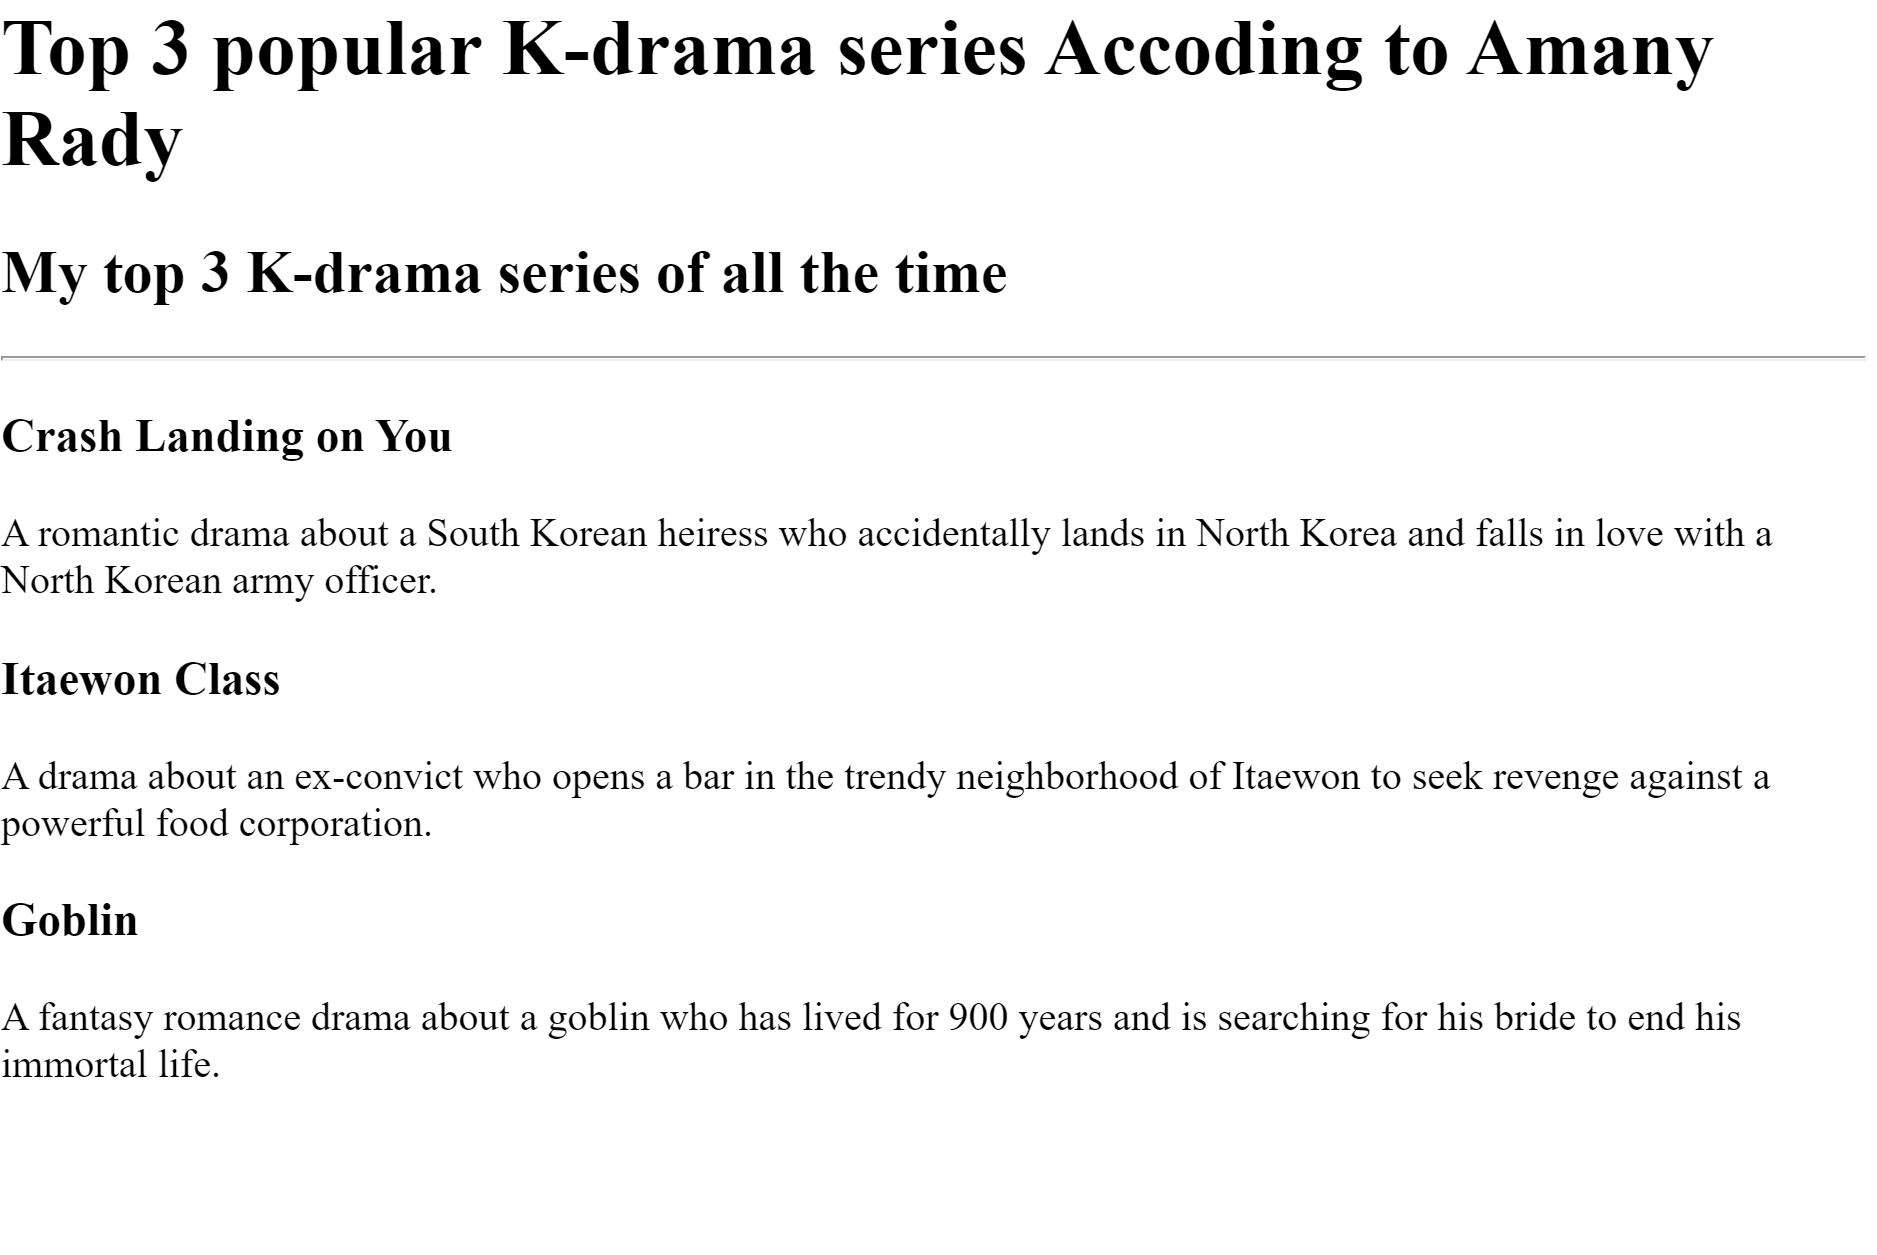 Top 3 popular K-drama series Accoding to Amany
Rady
My top 3 K-drama series of all the time
Crash Landing on You
A romantic drama about a South Korean heiress who accidentally lands in North Korea and falls in love with a
North Korean army officer.
Itaewon Class
A drama about an ex-convict who opens a bar in the trendy neighborhood of Itaewon to seek revenge against a
powerful food corporation.
Goblin
A fantasy romance drama about a goblin who has lived for 900 years and is searching for his bride to end his
immortal life.